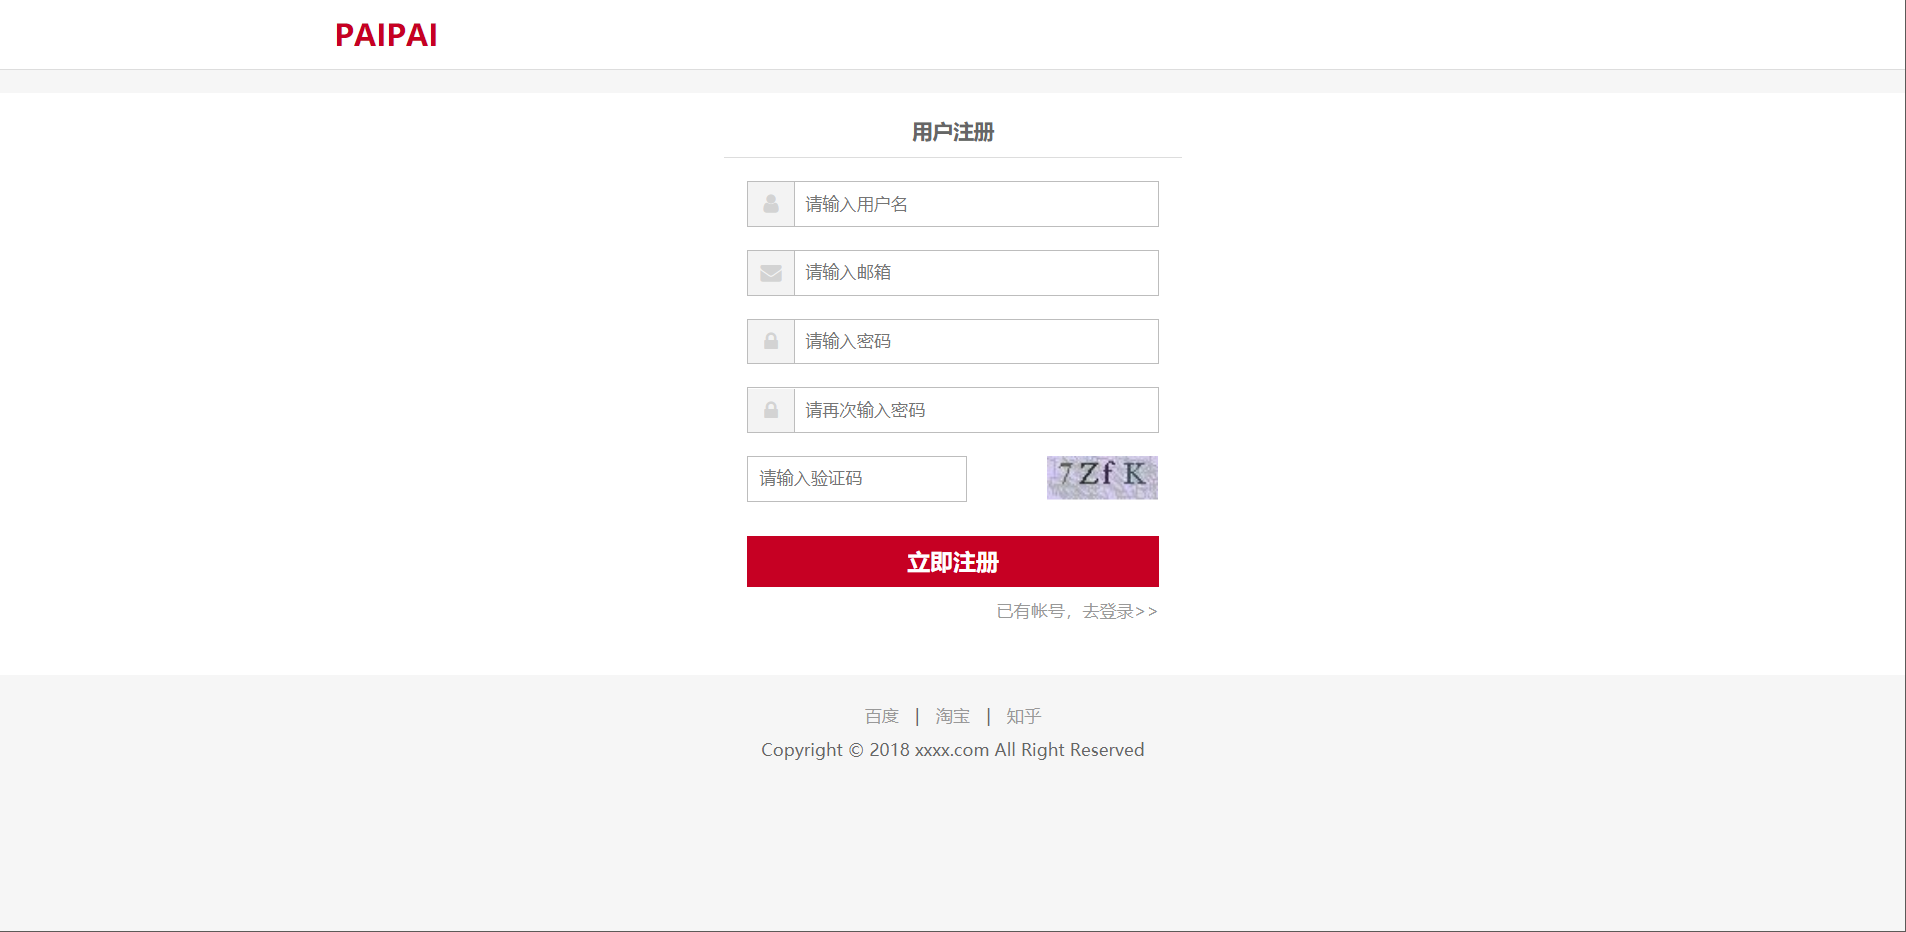 PAIPAI
用户注册
请输入用户名
请输入邮箱
请输入密码
请再次输入密码
请输入验证码
7ZfK
立即注册
已有帐号，去登录>>
百度 | 淘宝 | 知乎
Copyright © 2018 xxxx.com All Right Reserved